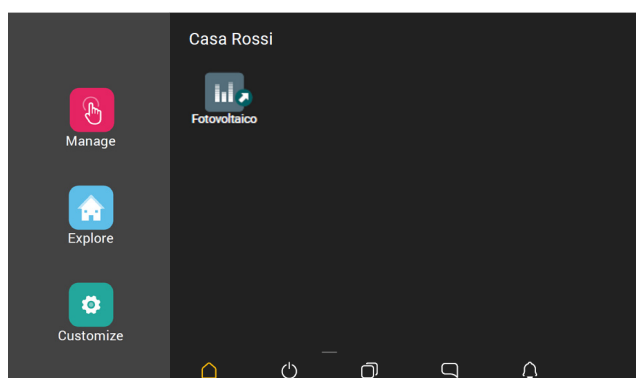 Casa Rossi
Fotovoltaico
Manage
Explore
Customize